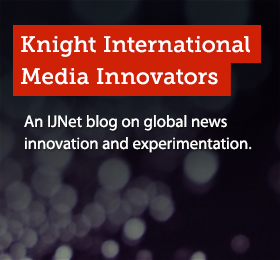 Knight International
Media Innovators
An IJNet blog on global news
innovation and experimentation.